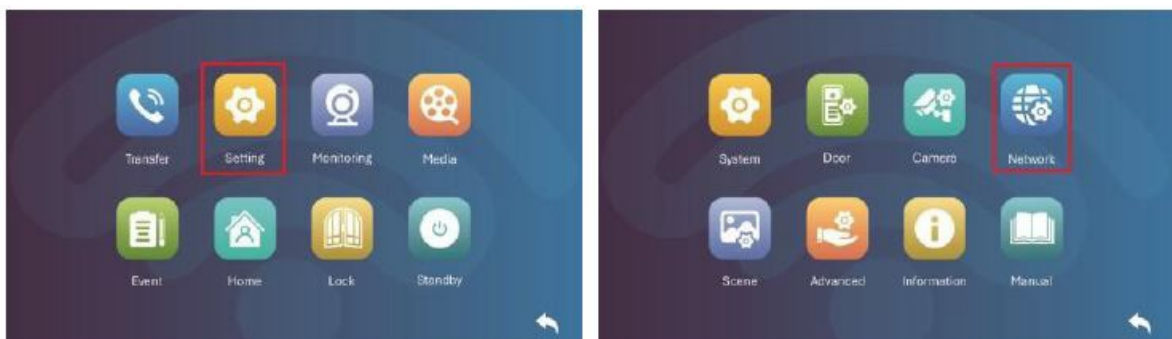 Transfer Setting Monitoring Media
Event Home Lock Standby
System Door Camera Network
Scene Advanced Information Manual